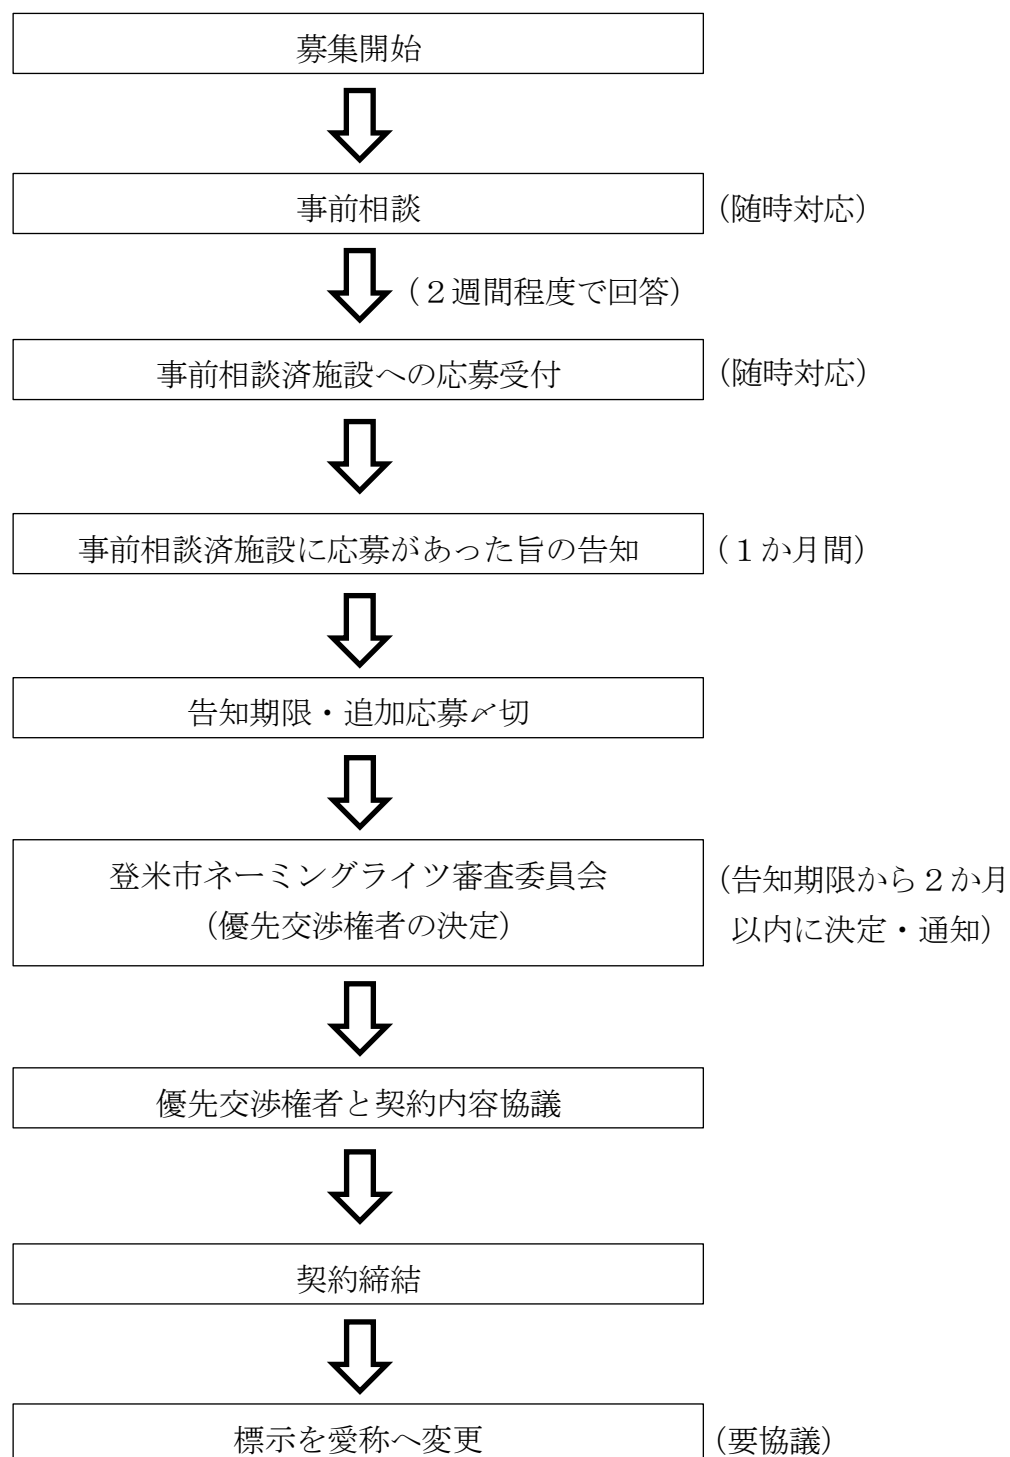 募集開始
事前相談
（随時対応）
（２週間程度で回答）
事前相談済施設への応募受付
（随時対応）
事前相談済施設に応募があった旨の告知
（１か月間）
告知期限・追加応募〆切
登米市ネーミングライツ審査委員会
（優先交渉権者の決定）
（告知期限から２か月
以内に決定・通知）
優先交渉権者と契約内容協議
契約締結
標示を愛称へ変更
（要協議）